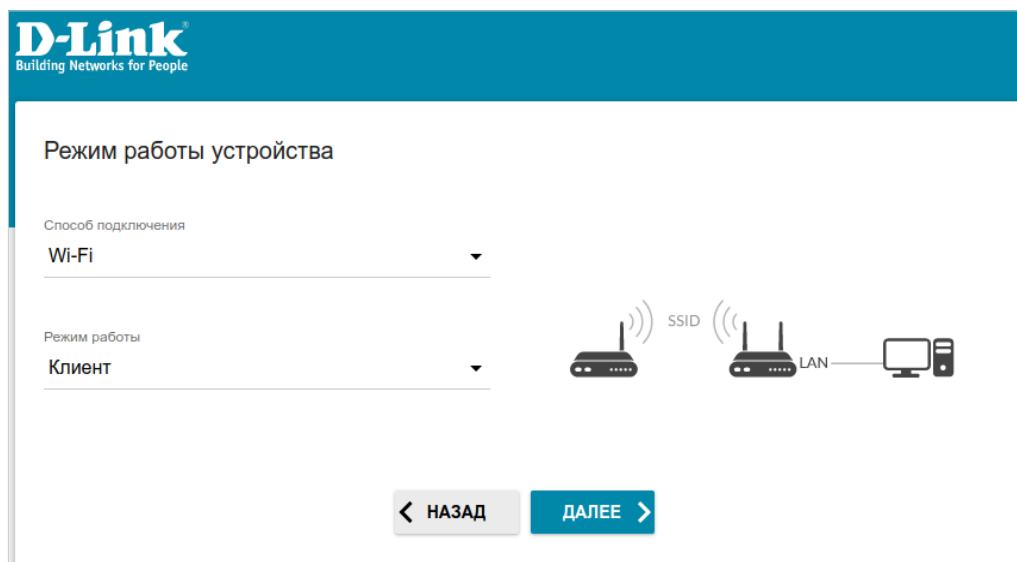 D-Link®
Building Networks for People
Режим работы устройства
Способ подключения
Wi-Fi
Режим работы
Клиент
SSID
LAN
НАЗАД
ДАЛЕЕ